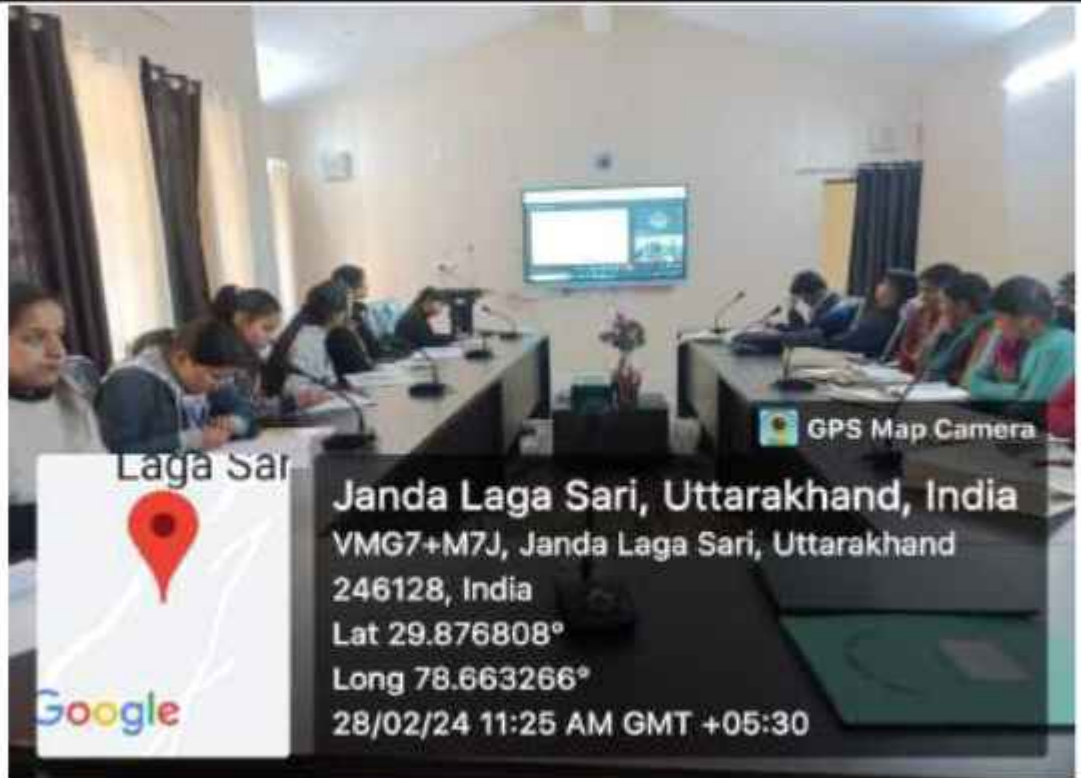 GPS Map Camera
Laga Sar
Google
Janda Laga Sari, Uttarakhand, India
VMG7+M7J, Janda Laga Sari, Uttarakhand
246128, India
Lat 29.876808°
Long 78.663266°
28/02/24 11:25 AM GMT +05:30